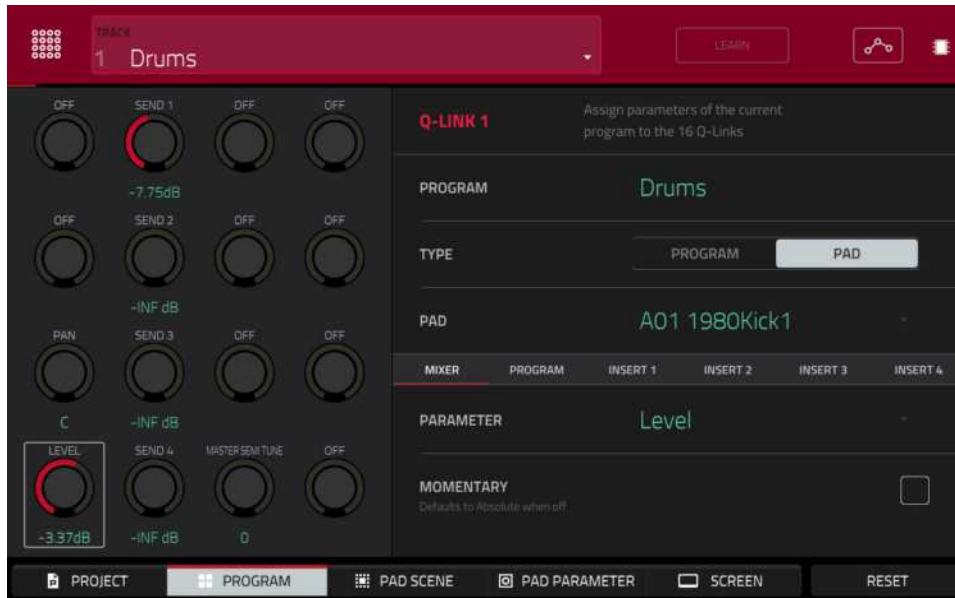 TRACK
1 Drums
LEARN
OFF SEND 1 OFF OFF
-7.75dB
OFF SEND 2 OFF OFF
-INF dB
PAN SEND 3 OFF OFF
C -INF dB
LEVEL SEND 4 MASTER SEMI TUNE OFF
-3.37dB -INF dB 0
Q-LINK 1
Assign parameters of the current
program to the 16 Q-Links
PROGRAM Drums
TYPE PROGRAM PAD
PAD A01 1980Kick1
MIXER PROGRAM INSERT 1 INSERT 2 INSERT 3 INSERT 4
PARAMETER Level
MOMENTARY
Defaults to Absolute when off
PROJECT PROGRAM PAD SCENE PAD PARAMETER SCREEN RESET